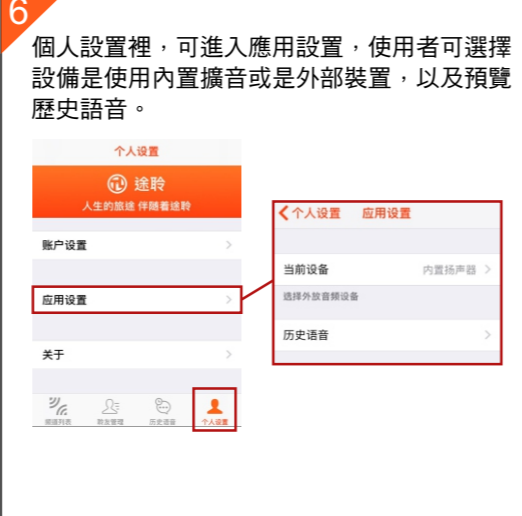 6
個人設置裡，可進入應用設置，使用者可選擇
設備是使用內置擴音或是外部裝置，以及預覽
歷史語音。
个人设置
途聆
人生的旅途 伴随着途聆
账户设置
应用设置
关于
频道列表 群友管理 历史语音 个人设置
个人设置 应用设置
当前设备 内置扬声器
选择外放音频设备
历史语音